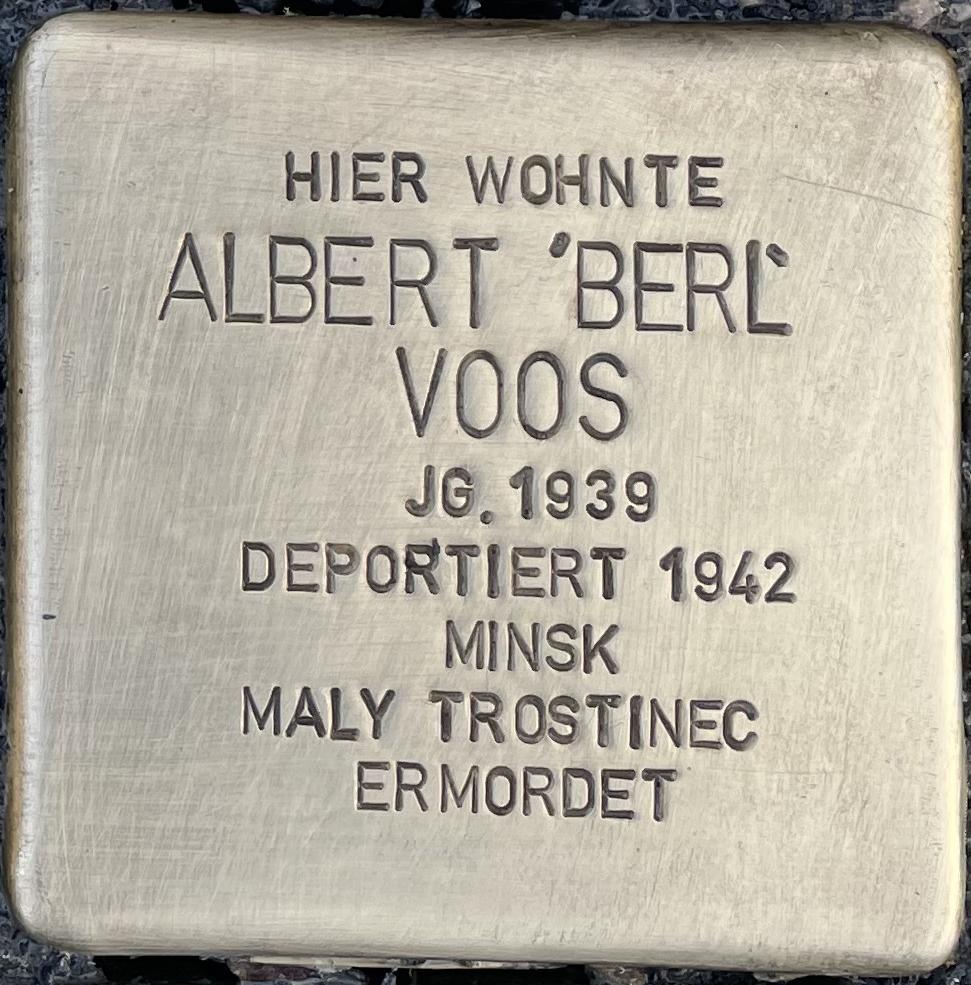 HIER WOHNTE
ALBERT 'BERL'
VOOS
JG. 1939
DEPORTIERT 1942
MINSK
MALY TROSTINEC
ERMORDET